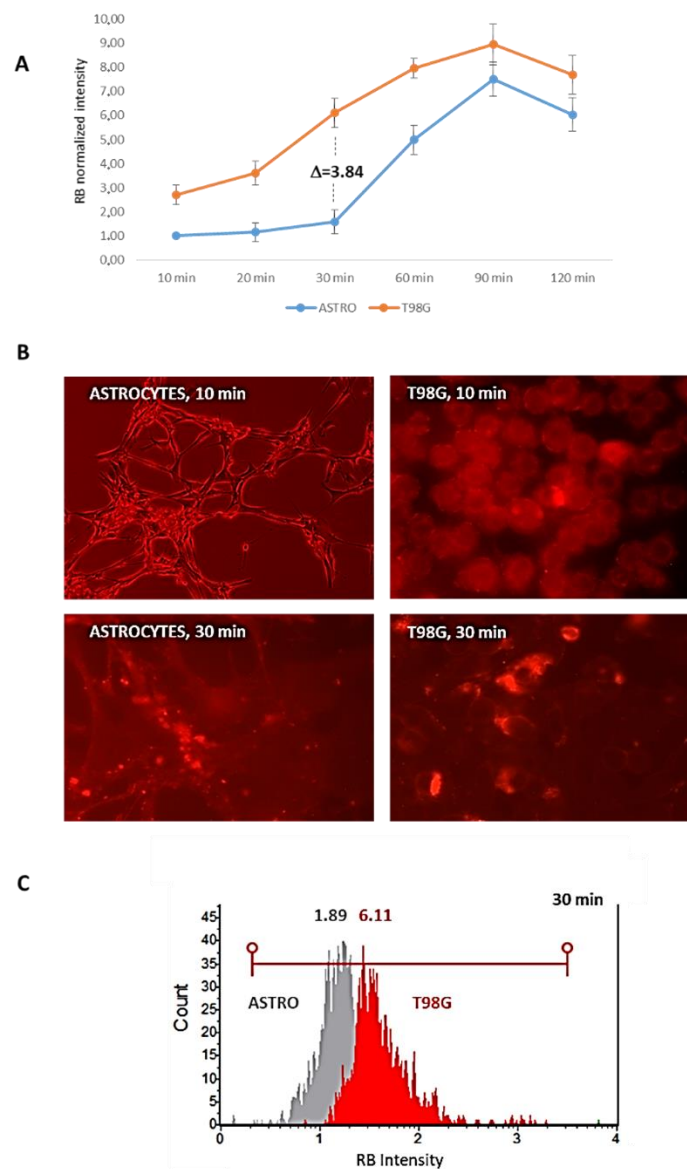 A
10,00
9,00
8,00
7,00
6,00
5,00
4,00
3,00
2,00
1,00
0,00
RB normalized intensity
Δ=3.84
10 min 20 min 30 min 60 min 90 min 120 min
ASTRO T98G
B
ASTROCYTES, 10 min T98G, 10 min
ASTROCYTES, 30 min T98G, 30 min
C
30 min
1.89 6.11
45
40
35
30
25
20
15
10
5
0
Count
ASTRO T98G
0 1 2 3 4
RB Intensity